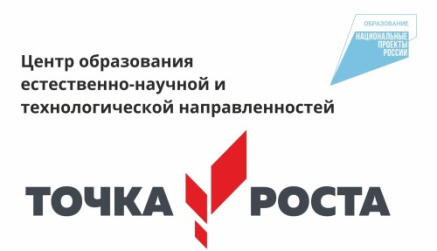 ОБРАЗОВАНИЕ
НАЦИОНАЛЬНЫЕ
ПРОЕКТЫ
РОССИИ
Центр образования
естественно-научной и
технологической направленностей
ТОЧКА РОСТА